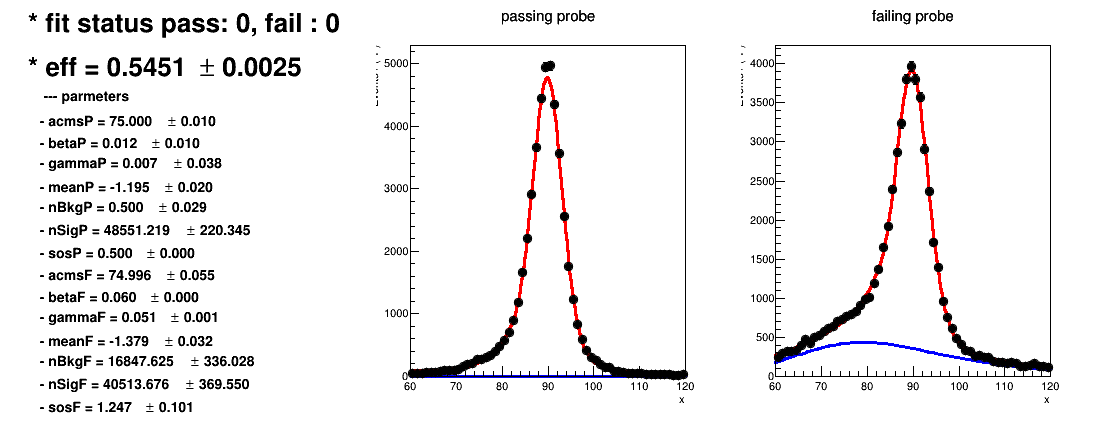 * fit status pass: 0, fail : 0
* eff = 0.5451 ± 0.0025
--- parmeters
- acmsP = 75.000 ± 0.010
- betaP = 0.012 ± 0.010
- gammaP = 0.007 ± 0.038
- meanP = -1.195 ± 0.020
- nBkgP = 0.500 ± 0.029
- nSigP = 48551.219 ± 220.345
- sosP = 0.500 ± 0.000
- acmsF = 74.996 ± 0.055
- betaF = 0.060 ± 0.000
- gammaF = 0.051 ± 0.001
- meanF = -1.379 ± 0.032
- nBkgF = 16847.625 ± 336.028
- nSigF = 40513.676 ± 369.550
- sosF = 1.247 ± 0.101
passing probe
5000
4000
3000
2000
1000
0
60 70 80 90 100 110 120
x
failing probe
4000
3500
3000
2500
2000
1500
1000
500
0
60 70 80 90 100 110 120
x